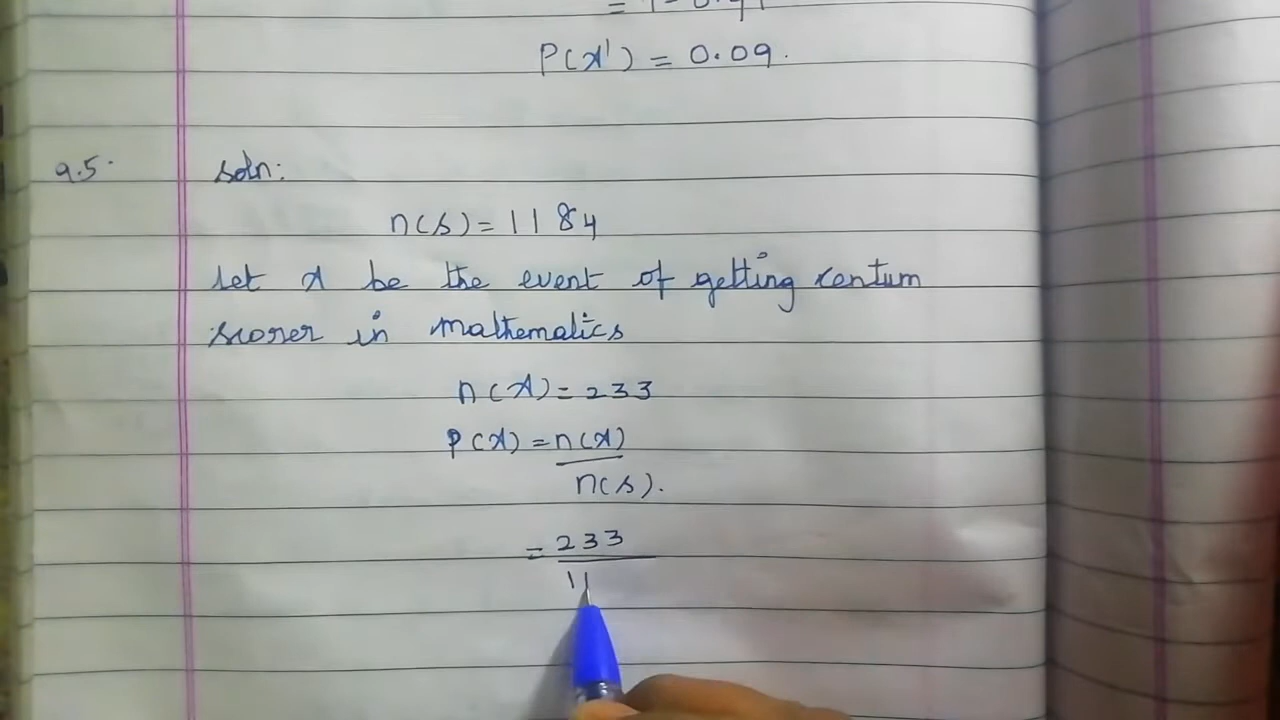 P(A') = 0.09.
9.5. Soln:
n(s) = 1184
Let A be the event of getting centum
scorer in mathematics
n(A) = 233
P(A) = n(A)
n(s).
= 233
11